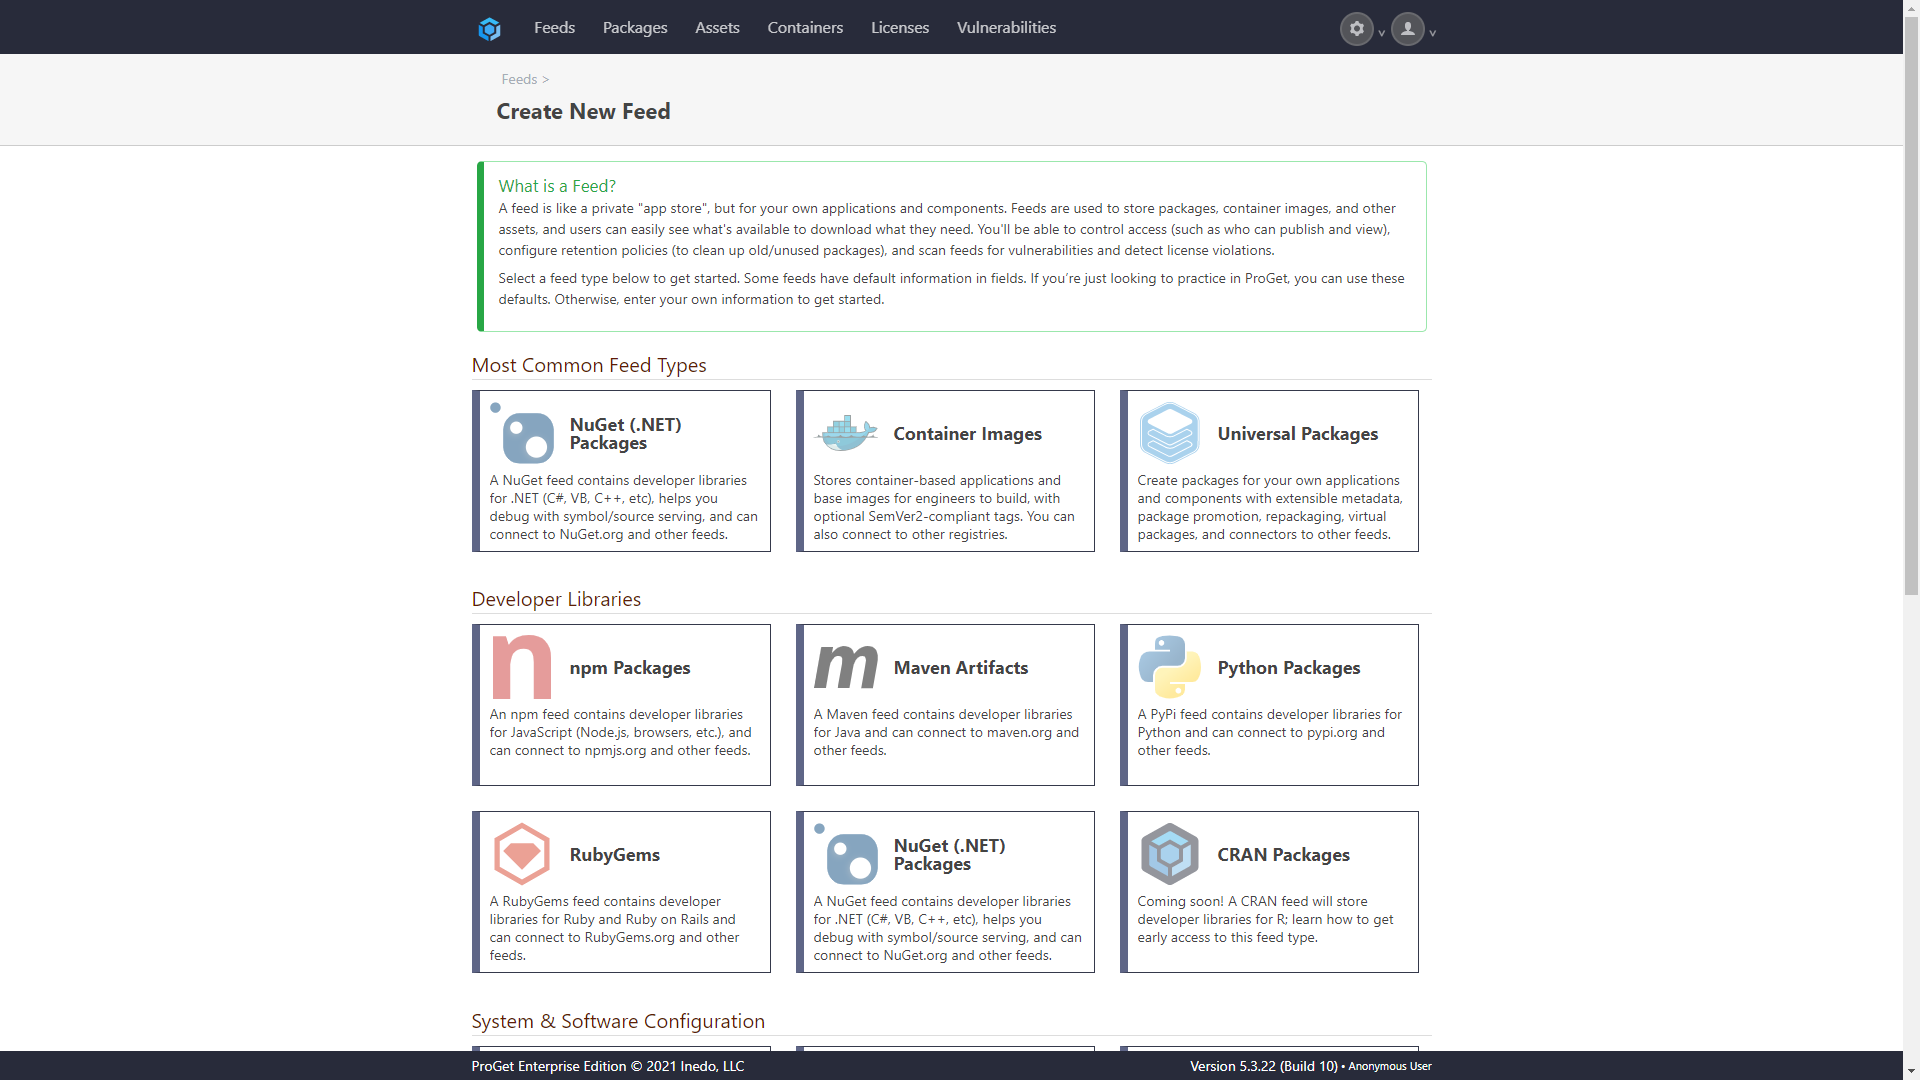 Feeds Packages Assets Containers Licenses Vulnerabilities
Feeds >
Create New Feed
What is a Feed?
A feed is like a private "app store", but for your own applications and components. Feeds are used to store packages, container images, and other
assets, and users can easily see what's available to download what they need. You'll be able to control access (such as who can publish and view),
configure retention policies (to clean up old/unused packages), and scan feeds for vulnerabilities and detect license violations.
Select a feed type below to get started. Some feeds have default information in fields. If you’re just looking to practice in ProGet, you can use these
defaults. Otherwise, enter your own information to get started.
Most Common Feed Types
NuGet (.NET)
Packages
A NuGet feed contains developer libraries
for .NET (C#, VB, C++, etc), helps you
debug with symbol/source serving, and can
connect to NuGet.org and other feeds.
Container Images
Stores container-based applications and
base images for engineers to build, with
optional SemVer2-compliant tags. You can
also connect to other registries.
Universal Packages
Create packages for your own applications
and components with extensible metadata,
package promotion, repackaging, virtual
packages, and connectors to other feeds.
Developer Libraries
n
npm Packages
An npm feed contains developer libraries
for JavaScript (Node.js, browsers, etc.), and
can connect to npmjs.org and other feeds.
m
Maven Artifacts
A Maven feed contains developer libraries
for Java and can connect to maven.org and
other feeds.
Python Packages
A PyPi feed contains developer libraries for
Python and can connect to pypi.org and
other feeds.
RubyGems
A RubyGems feed contains developer
libraries for Ruby and Ruby on Rails and
can connect to RubyGems.org and other
feeds.
NuGet (.NET)
Packages
A NuGet feed contains developer libraries
for .NET (C#, VB, C++, etc), helps you
debug with symbol/source serving, and can
connect to NuGet.org and other feeds.
CRAN Packages
Coming soon! A CRAN feed will store
developer libraries for R; learn how to get
early access to this feed type.
System & Software Configuration
ProGet Enterprise Edition © 2021 Inedo, LLC
Version 5.3.22 (Build 10) • Anonymous User